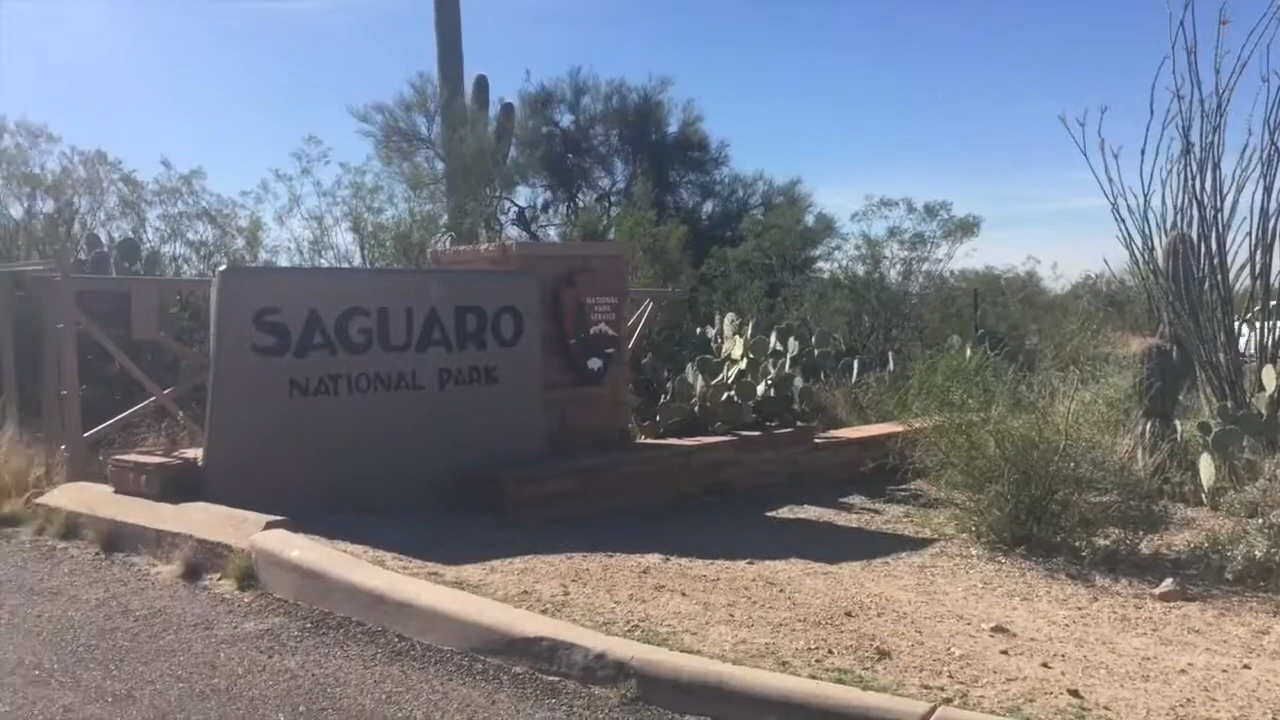 SAGUARO
NATIONAL PARK
NATIONAL
PARK
SERVICE